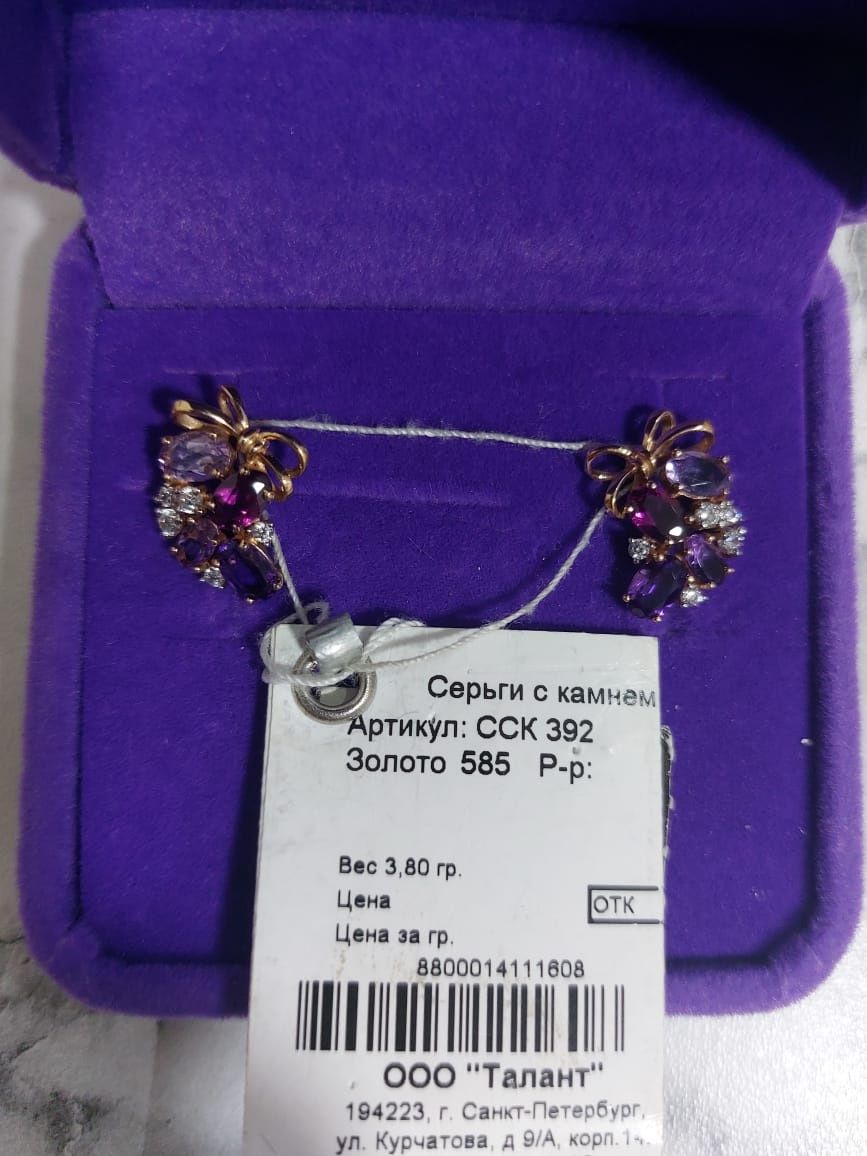 Серьги с камнем
Артикул: ССК 392
Золото 585 Р-р:
Вес 3,80 гр.
Цена
ОТК
Цена за гр.
8800014111608
ООО "Талант"
194223, г. Санкт-Петербург,
ул. Курчатова, д 9/А, корп.14.